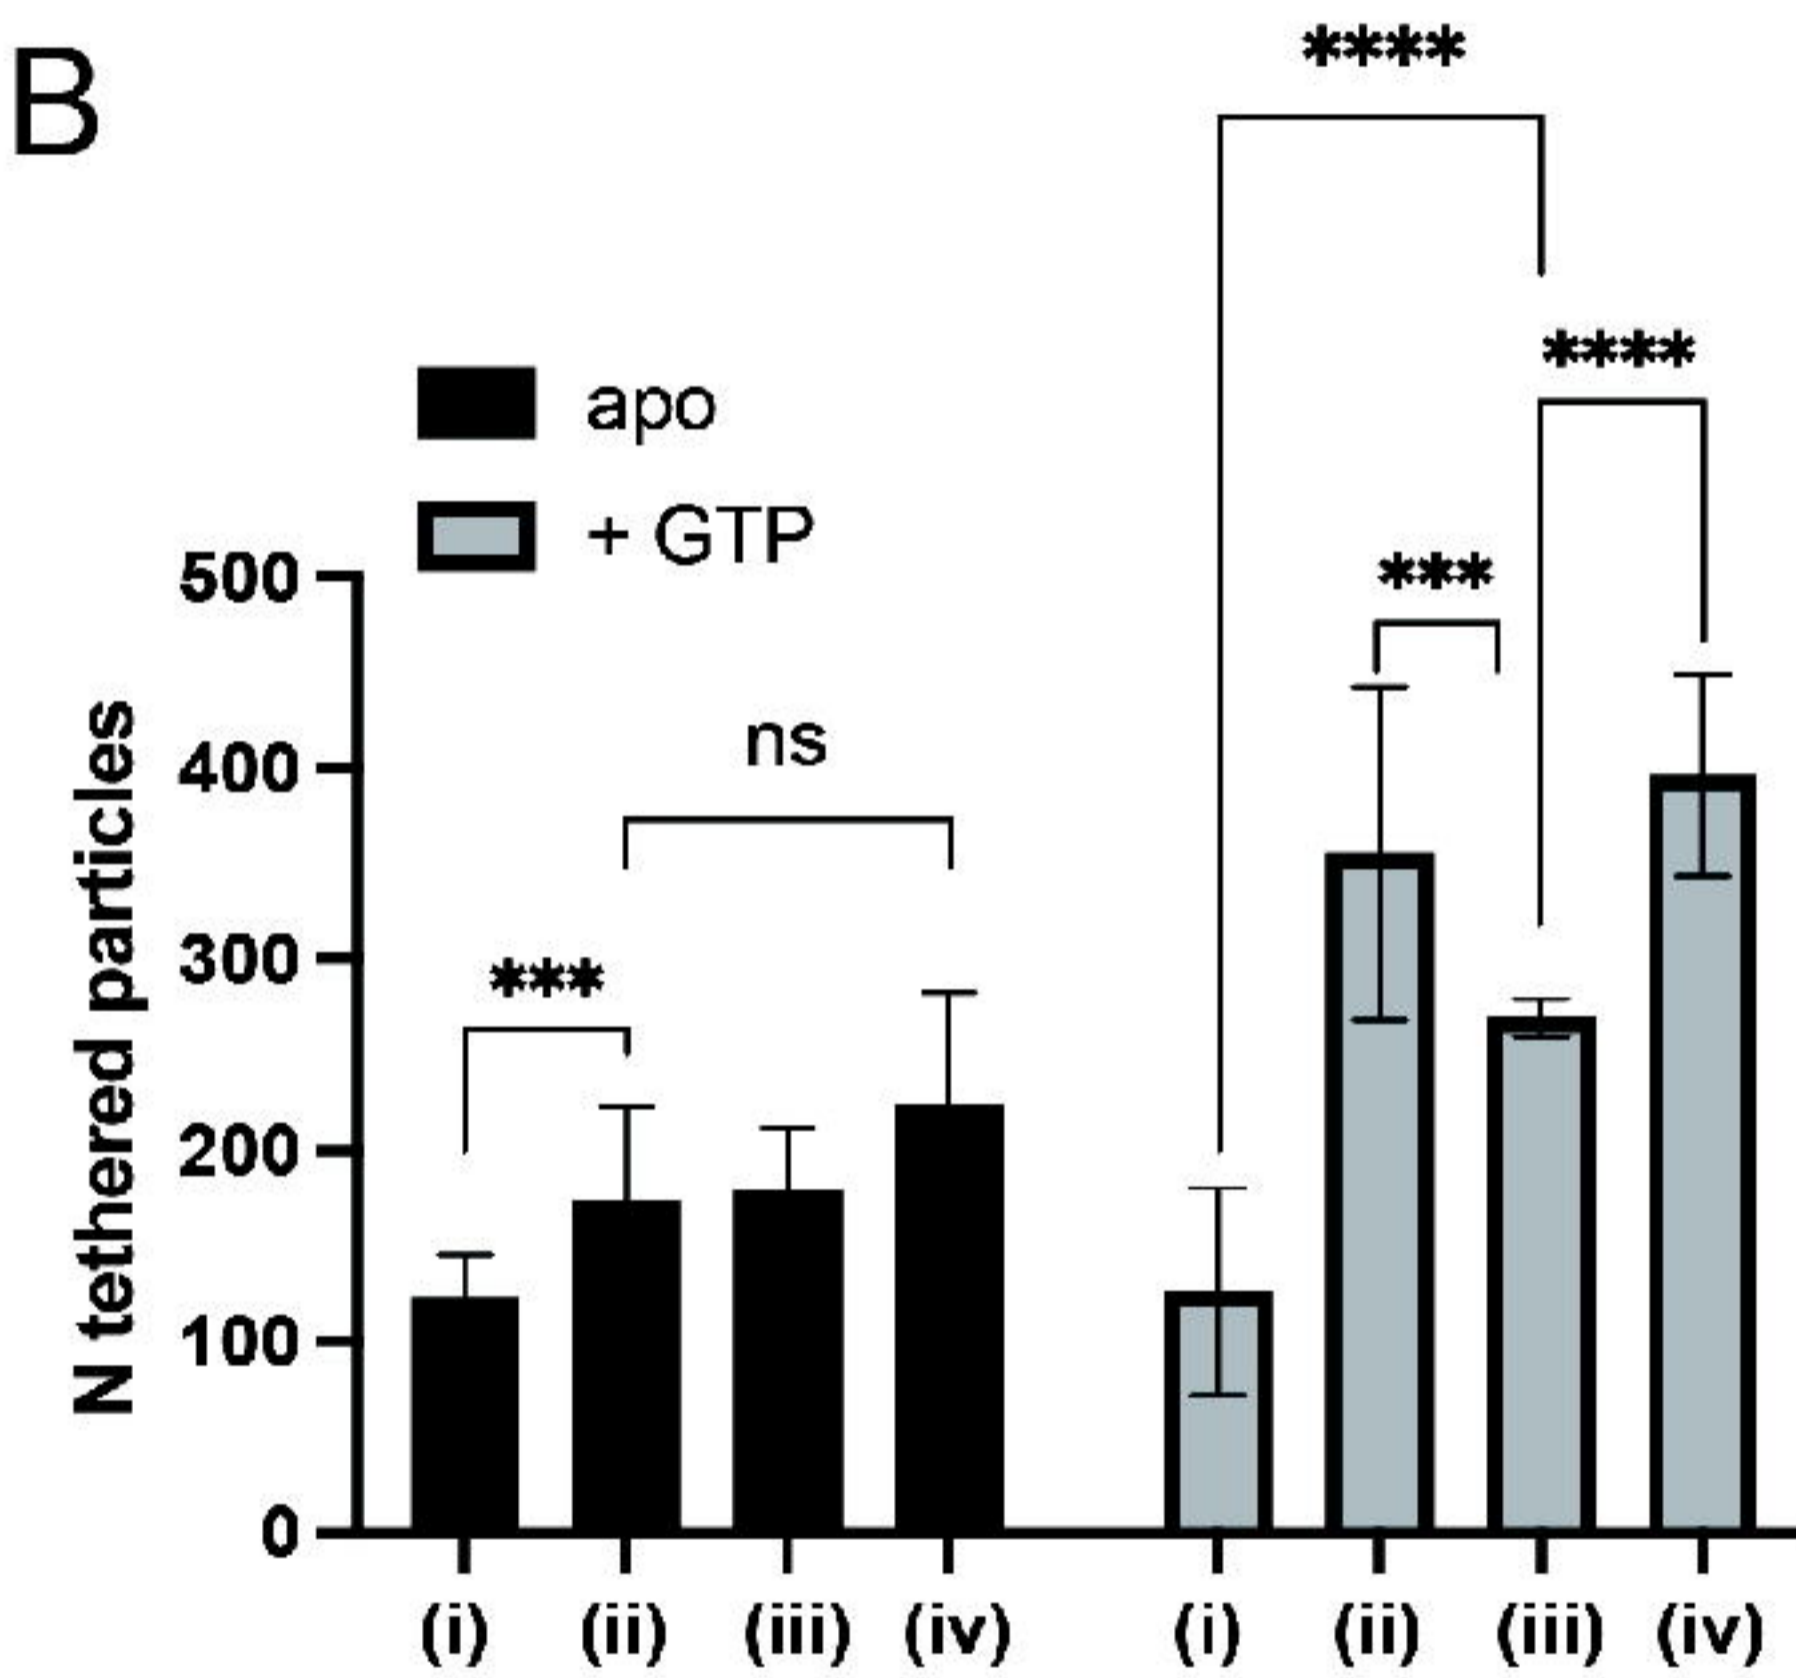 B
****
****
apo
+ GTP
***
500
ns
400
300
***
200
100
0
N tethered particles
(i) (ii) (iii) (iv) (i) (ii) (iii) (iv)